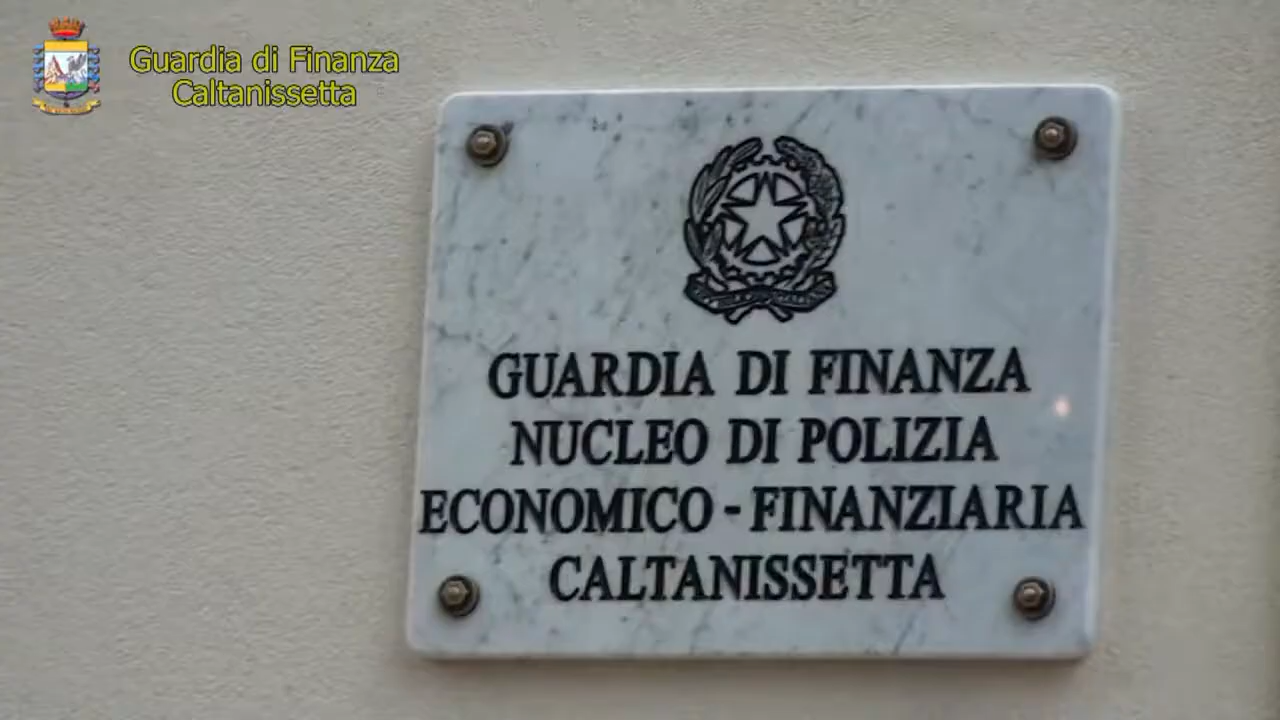 Guardia di Finanza
Caltanissetta
GUARDIA DI FINANZA
NUCLEO DI POLIZIA
ECONOMICO - FINANZIARIA
CALTANISSETTA